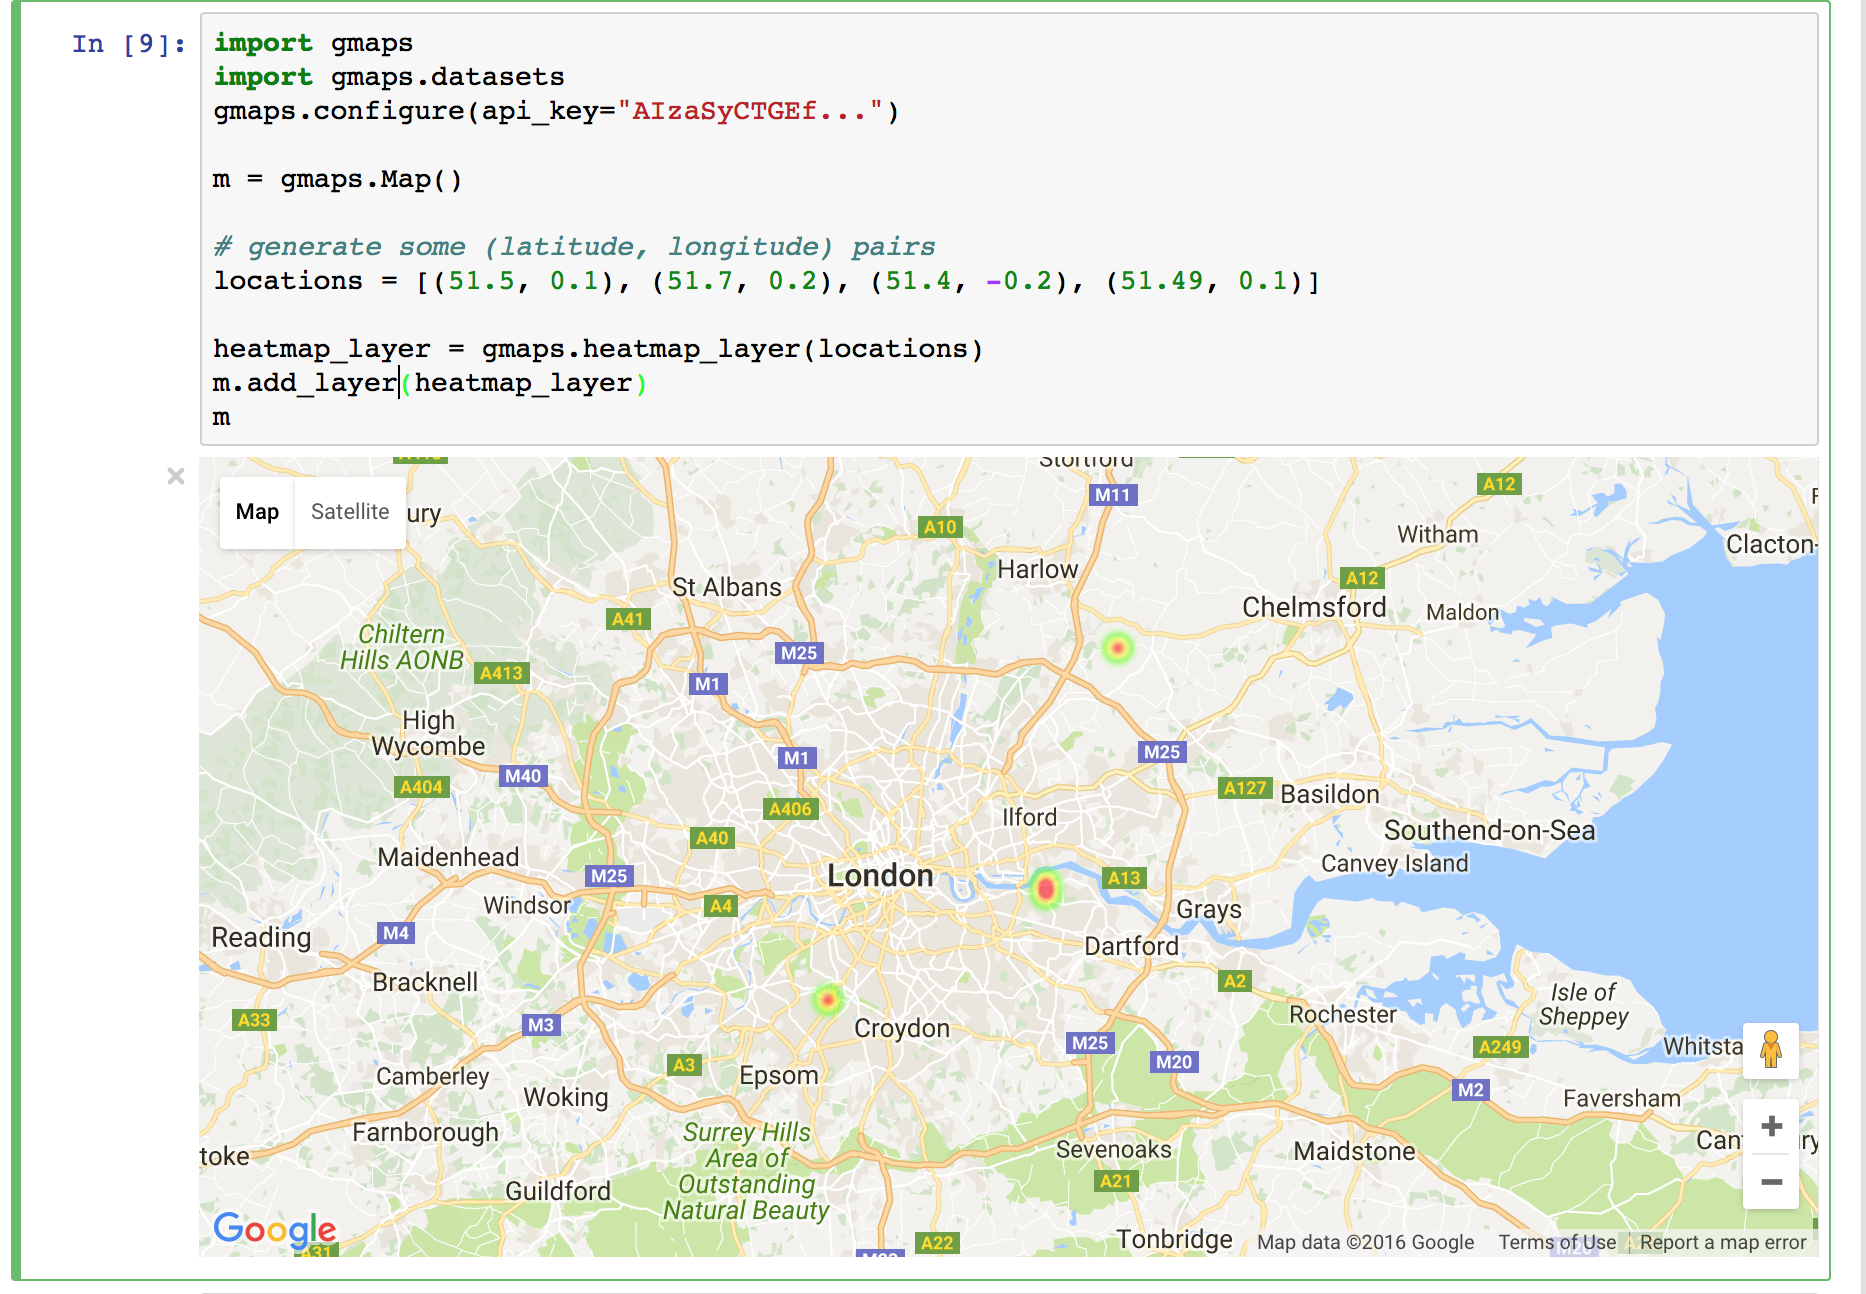 In [9]:
import gmaps
import gmaps.datasets
gmaps.configure(api_key="AIzaSyCTGEf...")
m = gmaps.Map()
# generate some (latitude, longitude) pairs
locations = [(51.5, 0.1), (51.7, 0.2), (51.4, -0.2), (51.49, 0.1)]
heatmap_layer = gmaps.heatmap_layer(locations)
m.add_layer(heatmap_layer)
m
Map
Satellite
ury
Stortford
M11
A12
A10
Witham
Clacton-
Harlow
St Albans
A12
Chelmsford
Maldon
A41
Chiltern
Hills AONB
M25
A413
M1
High
Wycombe
M1
M25
M40
A404
A127
Basildon
A406
Ilford
A40
Southend-on-Sea
Maidenhead
Canvey Island
M25
London
A13
Windsor
A4
Grays
M4
Reading
Dartford
Bracknell
A2
Isle of
Sheppey
A33
M3
Croydon
Rochester
M25
A249
Whitsta
A3
M20
Camberley
Epsom
M2
Woking
Faversham
Farnborough
Surrey Hills
Area of
Outstanding
Natural Beauty
Sevenoaks
Maidstone
toke
A21
Guildford
Google
A31
A22
Tonbridge
Map data ©2016 Google
Terms of Use
Report a map error